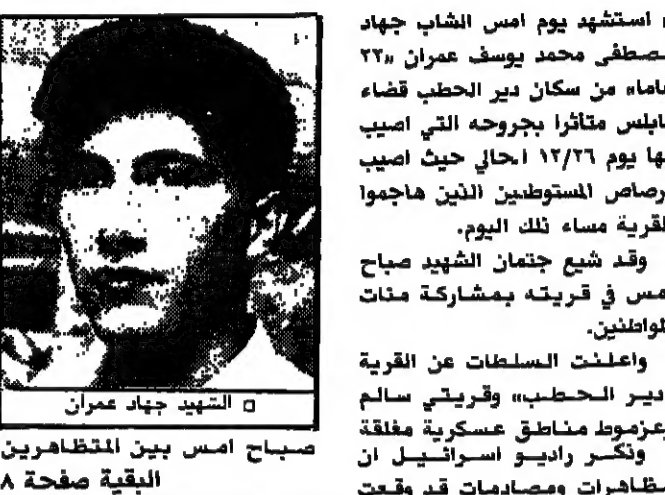 استشهد يوم امس الشاب جهاد
مصطفى محمد يوسف عمران «٢٢
عاما» من سكان دير الحطب قضاء
نابلس متأثرا بجروحه التي اصيب
بها يوم ١٢/٢٦ الحالي حيث اصيب
برصاص المستوطنين الذين هاجموا
القرية مساء ذلك اليوم.
وقد شيع جثمان الشهيد صباح
امس في قريته بمشاركة مئات
المواطنين.
واعلنت السلطات عن القرية
«دير الحطب» وقريتي سالم
وعزموط مناطق عسكرية مغلقة
وذكر راديو اسرائيل ان
مظاهرات ومصادمات قد وقعت
□ الشهيد جهاد عمران
صباح امس بين المتظاهرين
البقية صفحة ٨